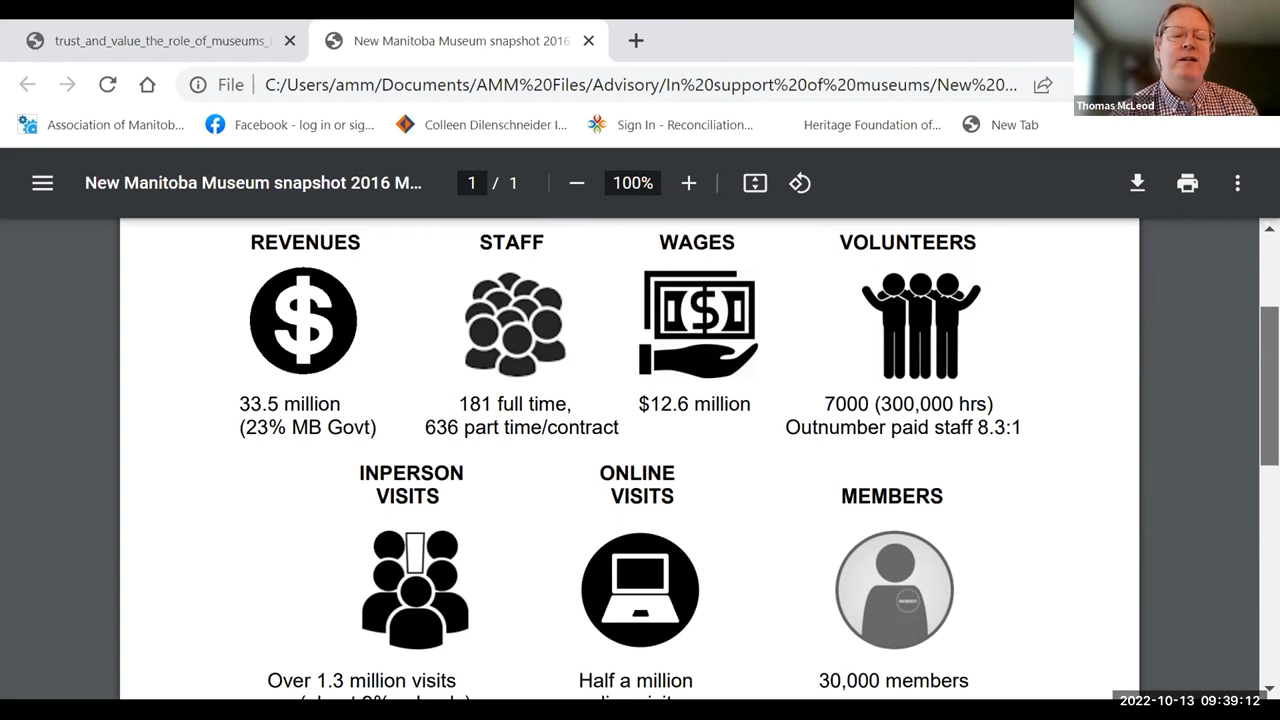 trust_and_value_the_role_of_museums_i
New Manitoba Museum snapshot 2016
File
C:/Users/amm/Documents/AMM%20Files/Advisory/In%20support%20of%20museums/New%20...
Thomas McLeod
Association of Manitob...
Facebook - log in or sig...
Colleen Dilenschneider I...
Sign In - Reconciliation...
Heritage Foundation of...
New Tab
New Manitoba Museum snapshot 2016 M...
1 / 1
100%
REVENUES
STAFF
WAGES
VOLUNTEERS
33.5 million
(23% MB Govt)
181 full time,
636 part time/contract
$12.6 million
7000 (300,000 hrs)
Outnumber paid staff 8.3:1
INPERSON
VISITS
ONLINE
VISITS
MEMBERS
Over 1.3 million visits
Half a million
30,000 members
2022-10-13 09:39:12